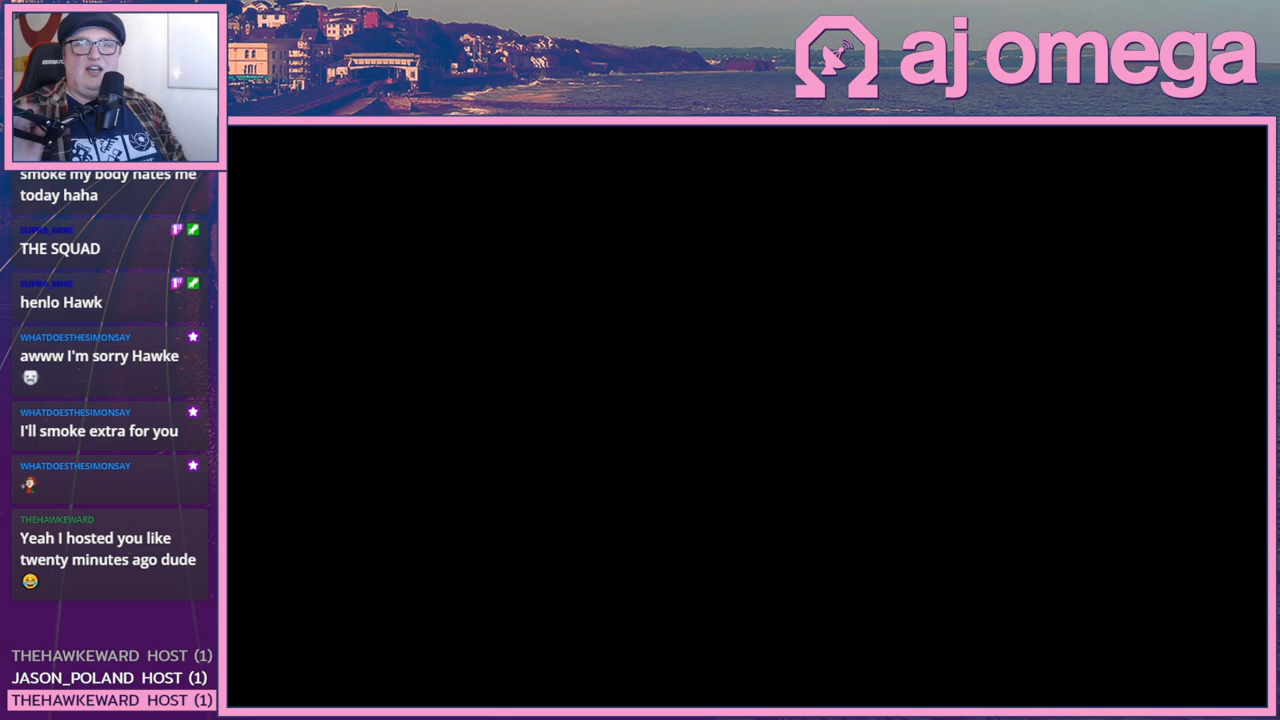 aj omega
smoke my body hates me
today haha
SUPRA_MIKE
THE SQUAD
SUPRA_MIKE
henlo Hawk
WHATDOESTHESIMONSAY
awww I'm sorry Hawke
WHATDOESTHESIMONSAY
I'll smoke extra for you
WHATDOESTHESIMONSAY
THEHAWKEWARD
Yeah I hosted you like
twenty minutes ago dude
THEHAWKEWARD HOST (1)
JASON_POLAND HOST (1)
THEHAWKEWARD HOST (1)